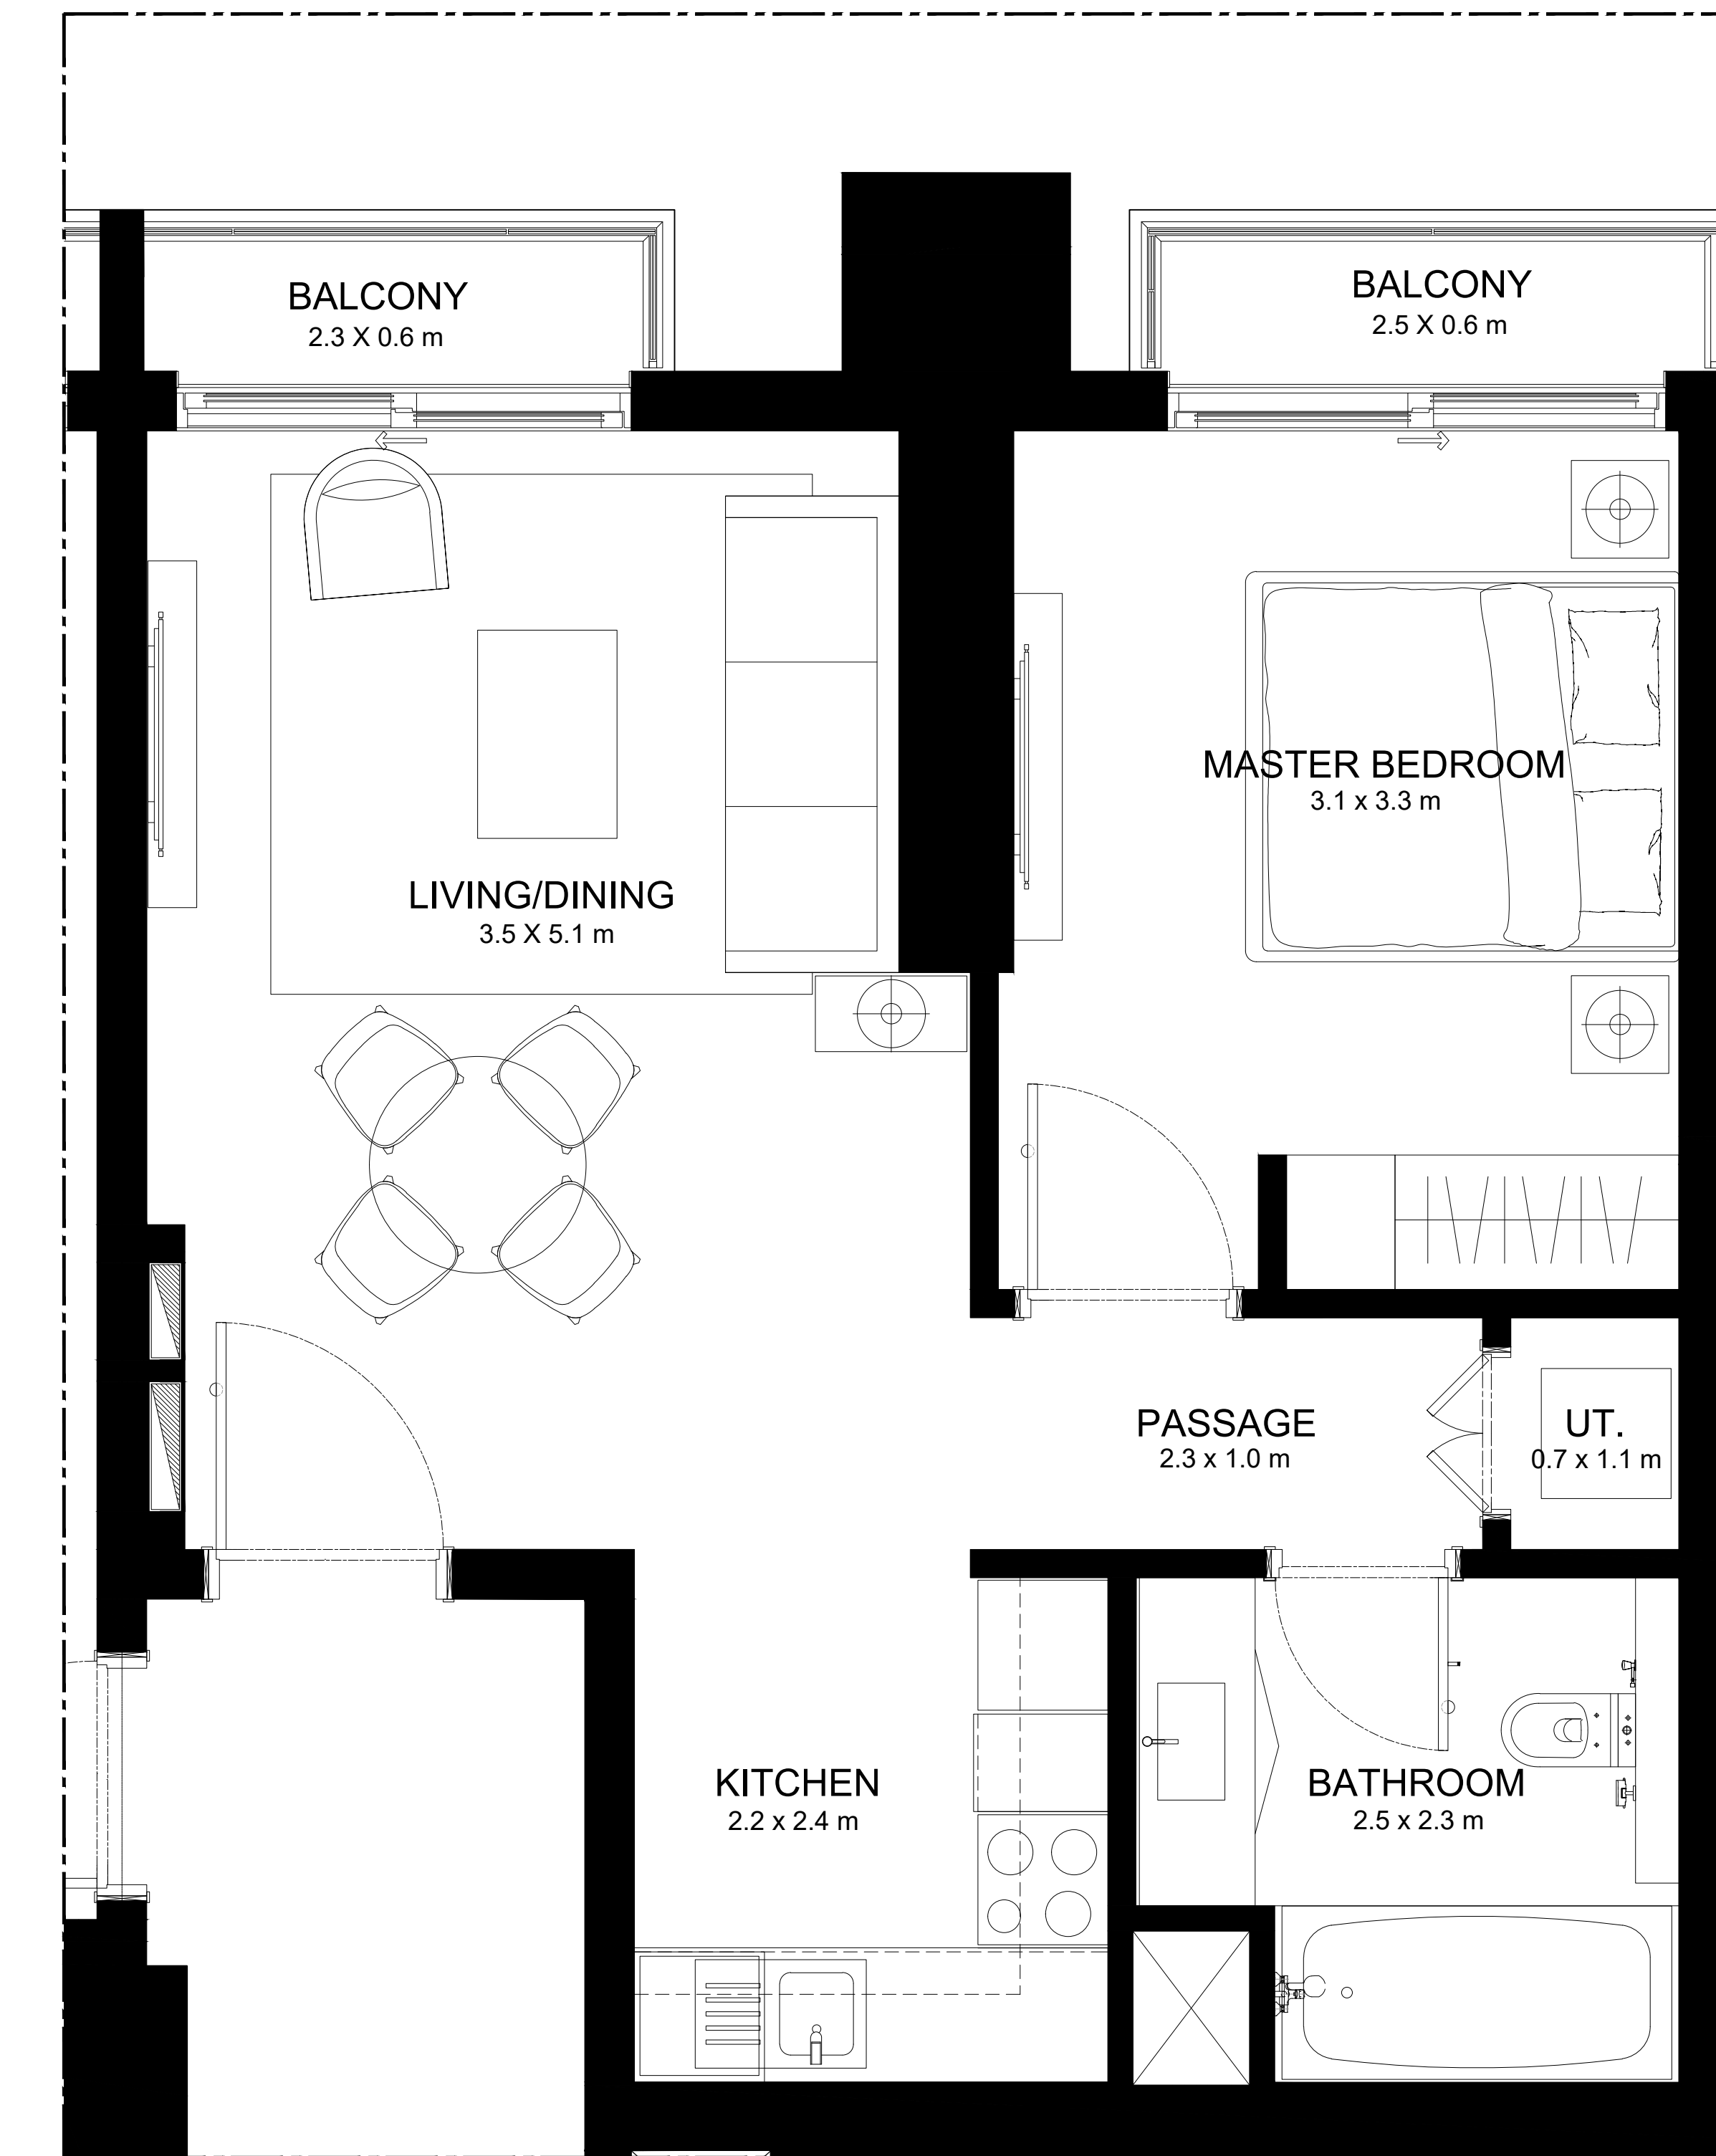 BALCONY
2.3 X 0.6 m
BALCONY
2.5 X 0.6 m
MASTER BEDROOM
3.1 x 3.3 m
LIVING/DINING
3.5 X 5.1 m
PASSAGE
2.3 x 1.0 m
UT.
0.7 x 1.1 m
KITCHEN
2.2 x 2.4 m
BATHROOM
2.5 x 2.3 m